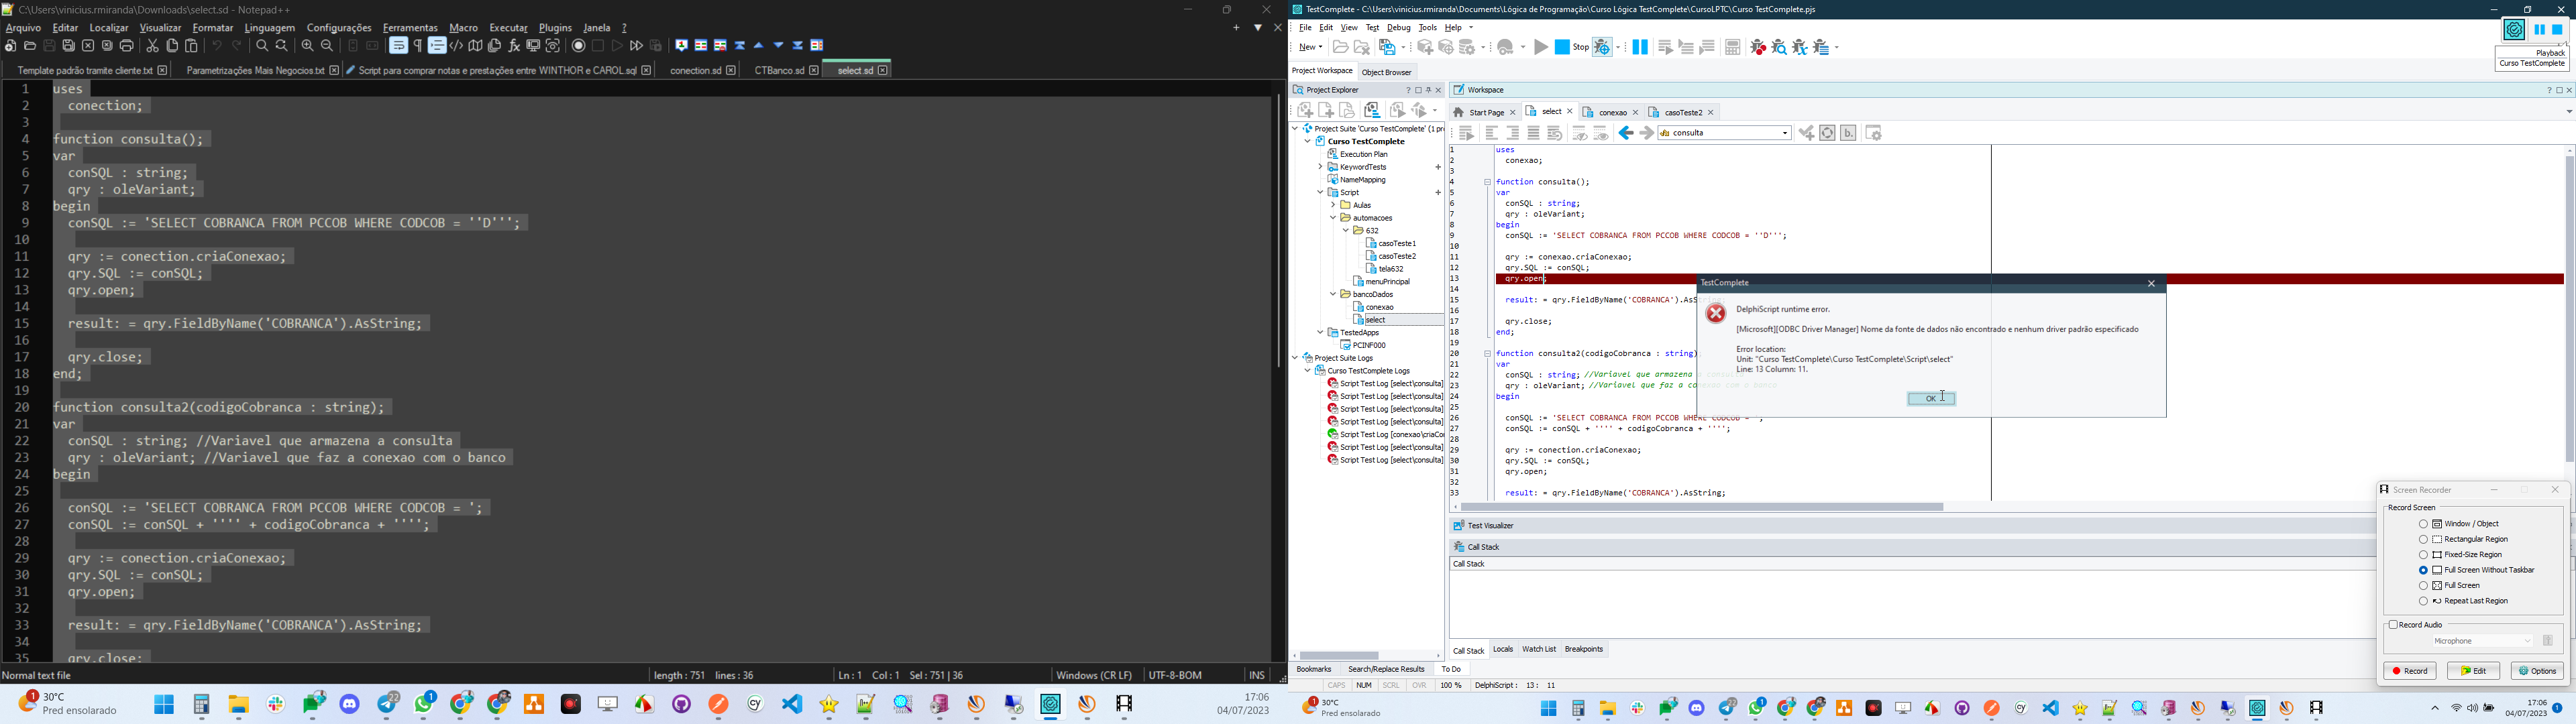 C:\Users\vinicius.rmiranda\Downloads\select.sd - Notepad++
Arquivo Editar Localizar Visualizar Formatar Linguagem Configurações Ferramentas Macro Executar Plugins Janela ?
Template padrão tramite cliente.txt Parametrizações Mais Negocios.txt Script para comprar notas e prestações entre WINTHOR e CAROL.sql conection.sd CTBanco.sd select.sd
1 uses
2 conection;
3
4 function consulta();
5 var
6 conSQL : string;
7 qry : oleVariant;
8 begin
9 conSQL := 'SELECT COBRANCA FROM PCCOB WHERE CODCOB = ''D''';
10
11 qry := conection.criaConexao;
12 qry.SQL := conSQL;
13 qry.open;
14
15 result: = qry.FieldByName('COBRANCA').AsString;
16
17 qry.close;
18 end;
19
20 function consulta2(codigoCobranca : string);
21 var
22 conSQL : string; //Variavel que armazena a consulta
23 qry : oleVariant; //Variavel que faz a conexao com o banco
24 begin
25
26 conSQL := 'SELECT COBRANCA FROM PCCOB WHERE CODCOB = ';
27 conSQL := conSQL + '''' + codigoCobranca + '''';
28
29 qry := conection.criaConexao;
30 qry.SQL := conSQL;
31 qry.open;
32
33 result: = qry.FieldByName('COBRANCA').AsString;
34
35 qry.close;
Normal text file length : 751 lines : 36 Ln : 1 Col : 1 Sel : 751 | 36 Windows (CR LF) UTF-8-BOM INS
30°C
Pred ensolarado
17:06
04/07/2023
TestComplete - C:\Users\vinicius.rmiranda\Documents\Lógica de Programação\Curso Lógica TestComplete\CursoLPTC\Curso TestComplete.pjs
File Edit View Test Debug Tools Help
New Stop
Playback
Curso TestComplete
Project Workspace Object Browser
Project Explorer
Project Suite 'Curso TestComplete' (1 pr
Curso TestComplete
Execution Plan
KeywordTests
NameMapping
Script
Aulas
automacoes
632
casoTeste1
casoTeste2
tela632
menuPrincipal
bancoDados
conexao
select
TestedApps
PCINF000
Project Suite Logs
Curso TestComplete Logs
Script Test Log [select\consulta]
Script Test Log [select\consulta]
Script Test Log [select\consulta]
Script Test Log [select\consulta]
Script Test Log [conexao\criaCo
Script Test Log [select\consulta]
Script Test Log [select\consulta]
Bookmarks Search/Replace Results To Do
Workspace
Start Page select conexao casoTeste2
consulta
1 uses
2 conexao;
3
4 function consulta();
5 var
6 conSQL : string;
7 qry : oleVariant;
8 begin
9 conSQL := 'SELECT COBRANCA FROM PCCOB WHERE CODCOB = ''D''';
10
11 qry := conexao.criaConexao;
12 qry.SQL := conSQL;
13 qry.open;
14
15 result: = qry.FieldByName('COBRANCA').AsString;
16
17 qry.close;
18 end;
19
20 function consulta2(codigoCobranca : string)
21 var
22 conSQL : string; //Variavel que armazena
23 qry : oleVariant; //Variavel que faz a
24 begin
25
26 conSQL := 'SELECT COBRANCA FROM PCCOB WHERE CODCOB = ';
27 conSQL := conSQL + '''' + codigoCobranca + '''';
28
29 qry := conection.criaConexao;
30 qry.SQL := conSQL;
31 qry.open;
32
33 result: = qry.FieldByName('COBRANCA').AsString;
TestComplete
DelphiScript runtime error.
[Microsoft][ODBC Driver Manager] Nome da fonte de dados não encontrado e nenhum driver padrão especificado
Error location:
Unit: "Curso TestComplete\Curso TestComplete\Script\select"
Line: 13 Column: 11.
OK
Test Visualizer
Call Stack
Call Stack
Call Stack Locals Watch List Breakpoints
CAPS NUM SCRL OVR 100 % DelphiScript : 13 : 11
Screen Recorder
Record Screen
Window / Object
Rectangular Region
Fixed-Size Region
Full Screen Without Taskbar
Full Screen
Repeat Last Region
Record Audio
Microphone
Record Edit Options
30°C
Pred ensolarado
17:06
04/07/2023